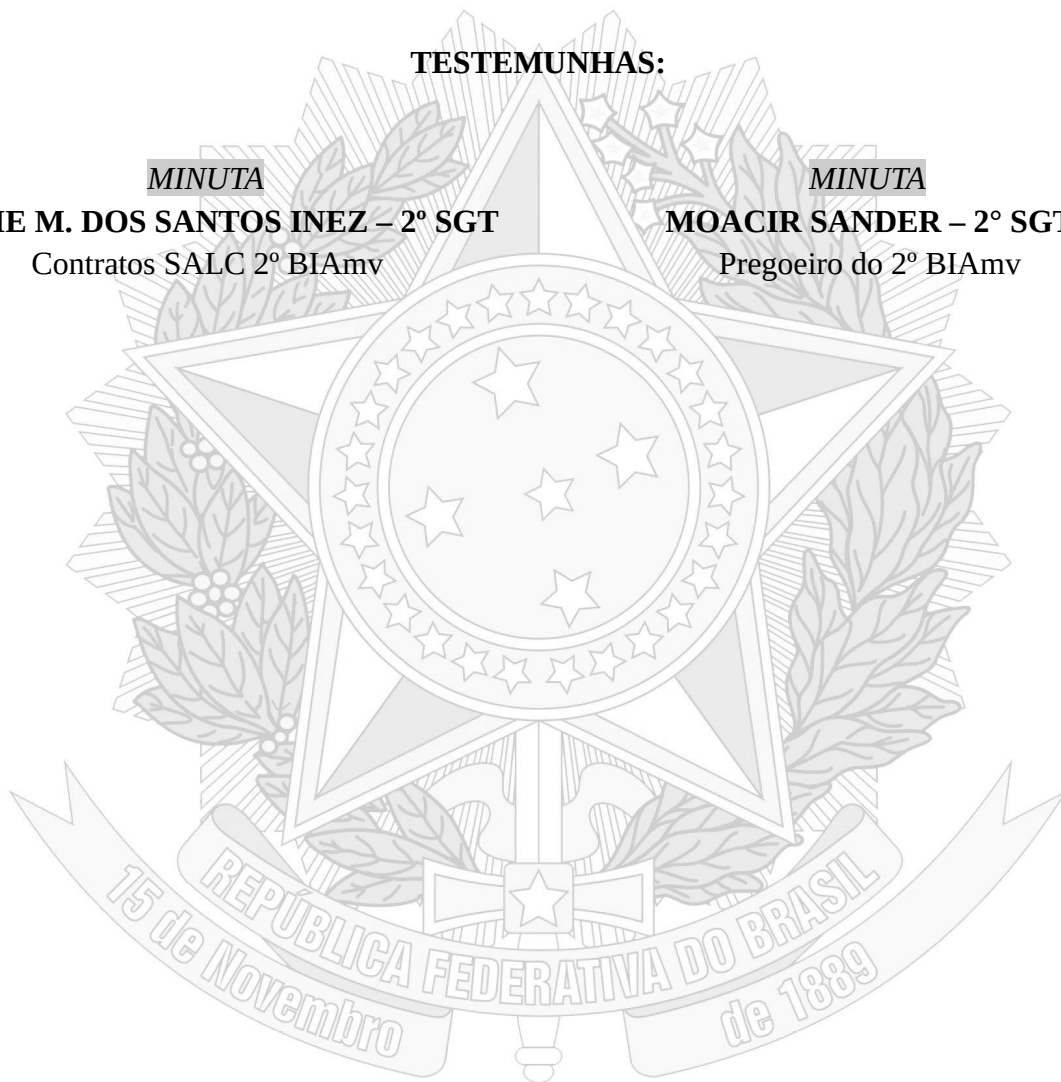 TESTEMUNHAS:
MINUTA
M. DOS SANTOS INEZ – 2º SGT
Contratos SALC 2º BIAmv
MINUTA
MOACIR SANDER – 2° SGT
Pregoeiro do 2º BIAmv
REPÚBLICA FEDERATIVA DO BRASIL
15 de Novembro de 1889